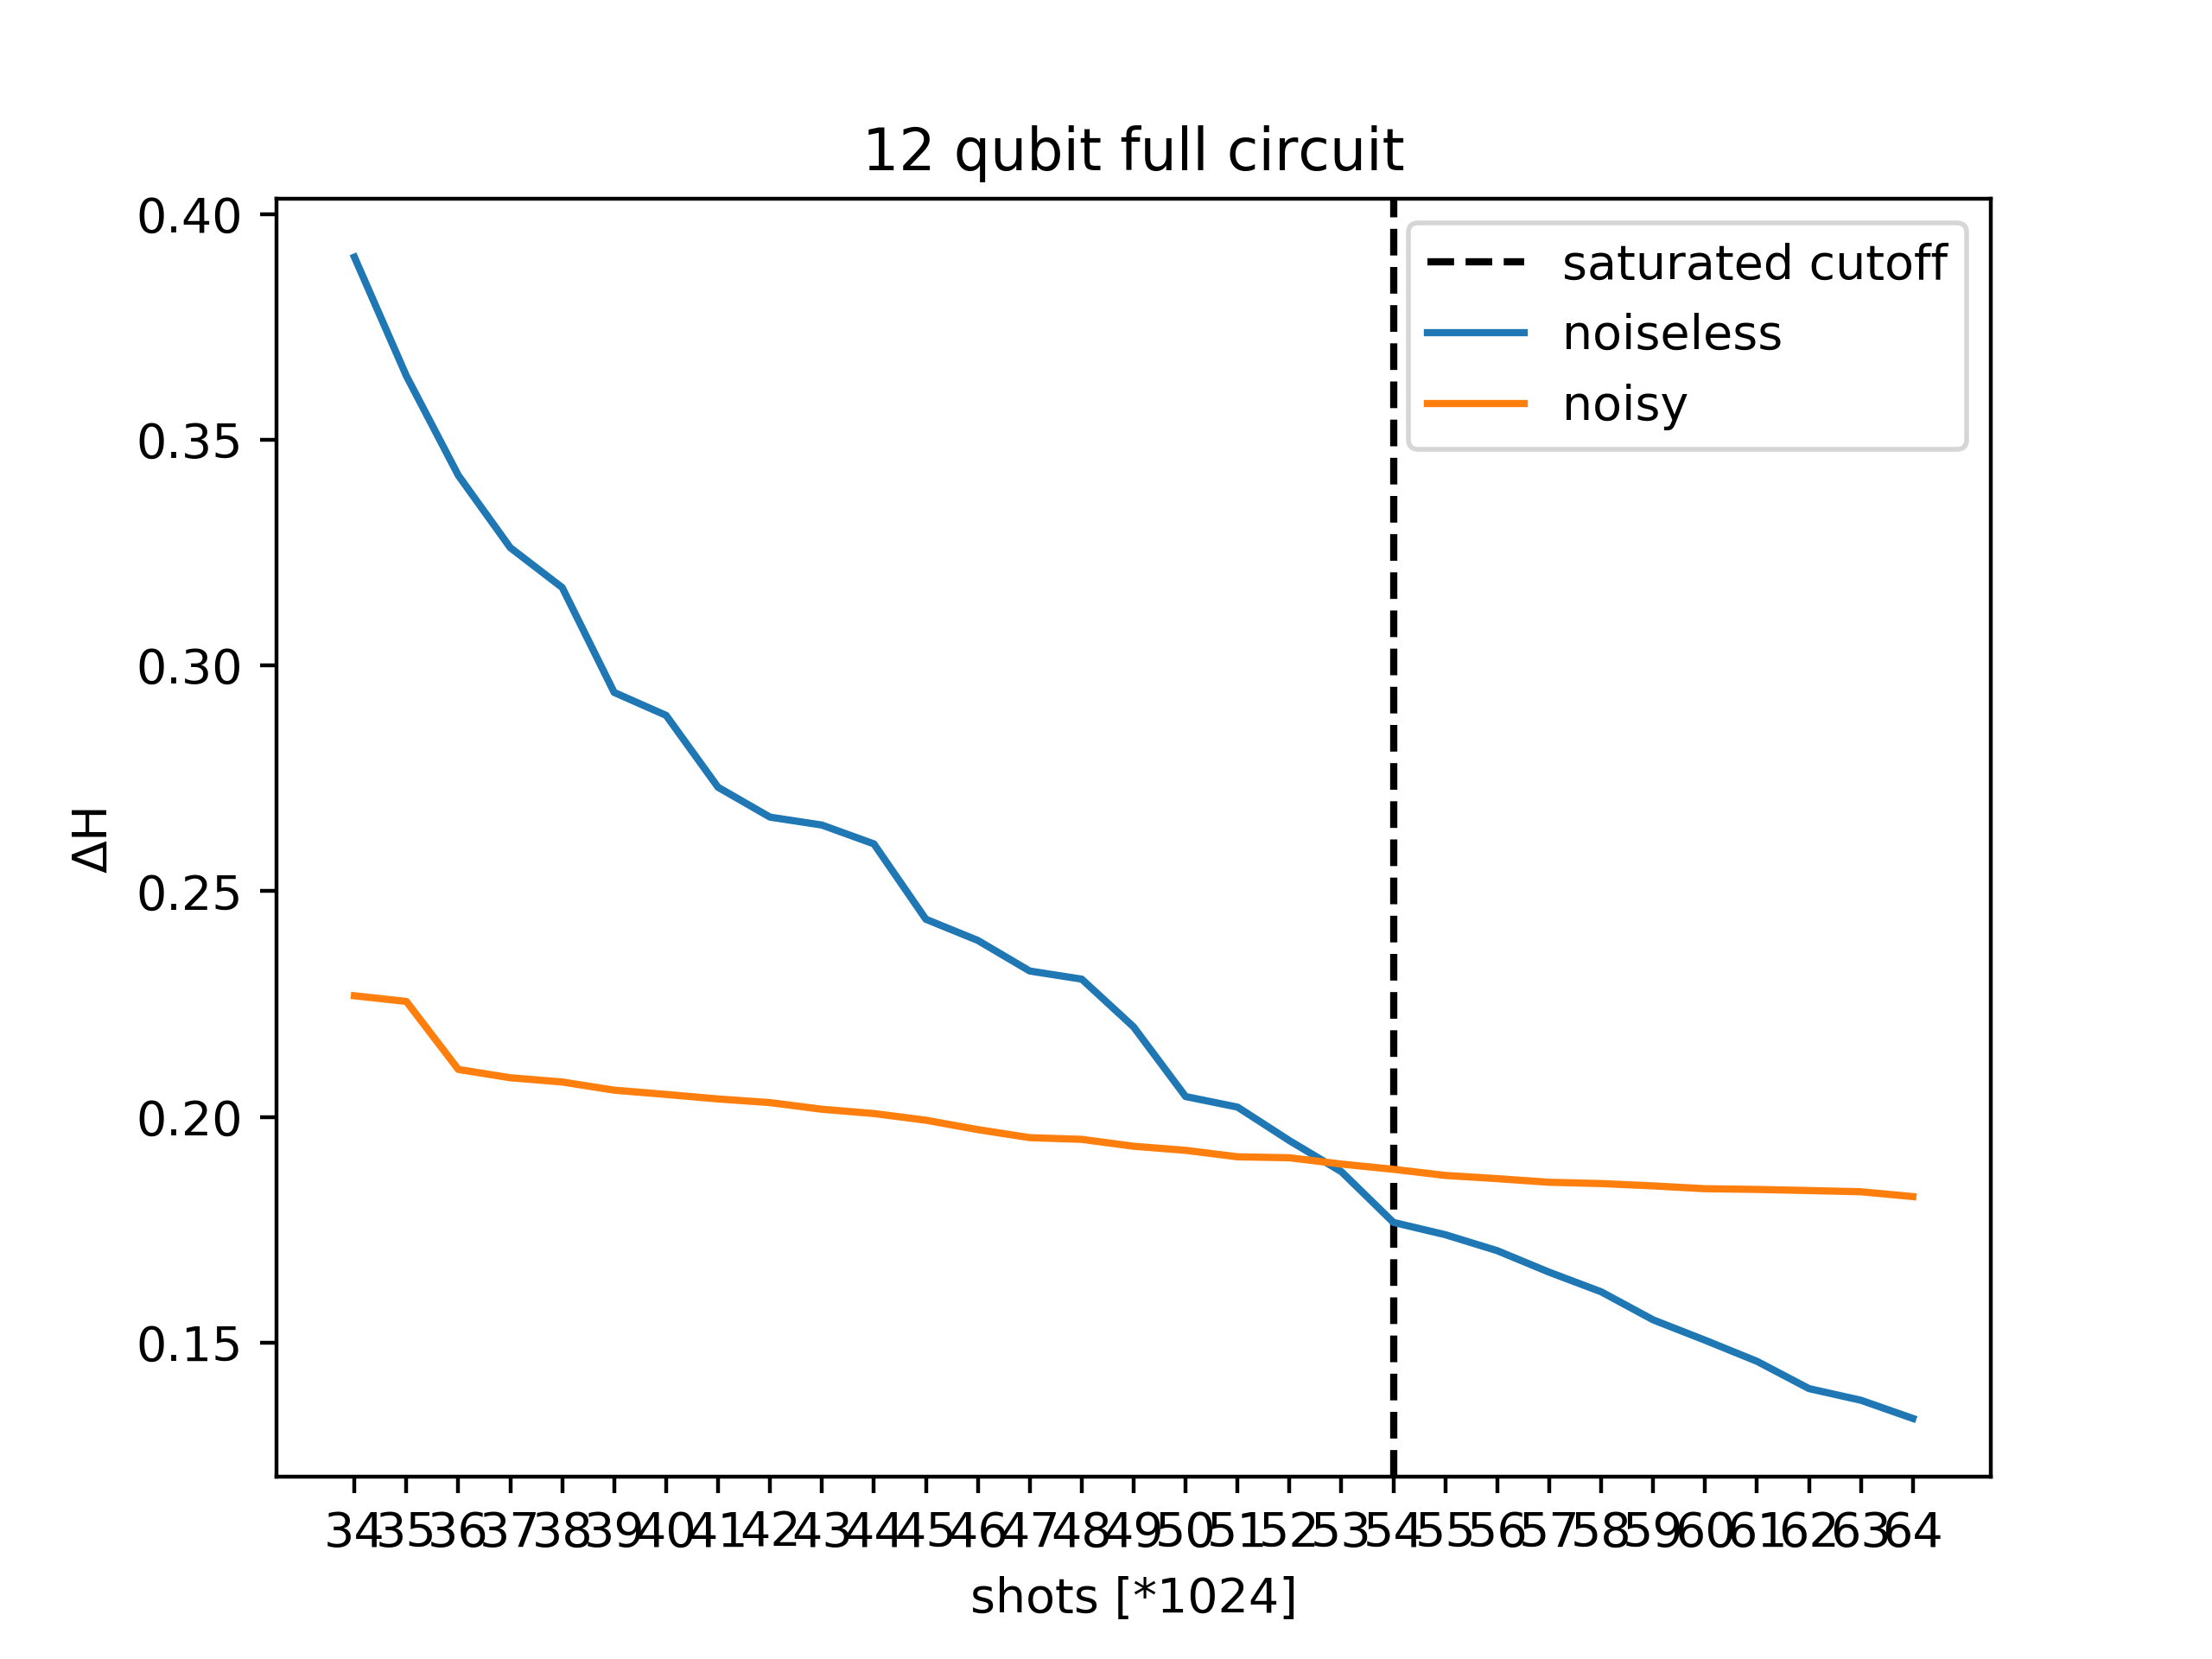 12 qubit full circuit
0.40
0.35
0.30
0.25
0.20
0.15
ΔH
saturated cutoff
noiseless
noisy
34 35 36 37 38 39 40 41 42 43 44 45 46 47 48 49 50 51 52 53 54 55 56 57 58 59 60 61 62 63 64
shots [*1024]